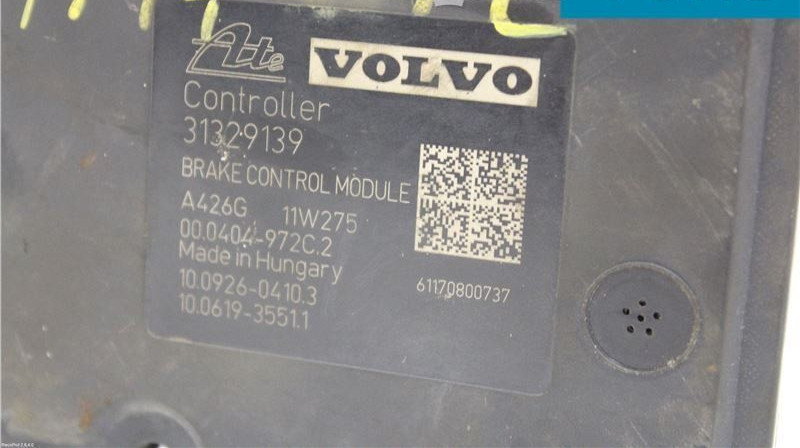 Ate VOLVO
Controller
31329139
BRAKE CONTROL MODULE
A426G 11W275
00.0404-972C.2
Made in Hungary
10.0926-0410.3
10.0619-3551.1
61170800737